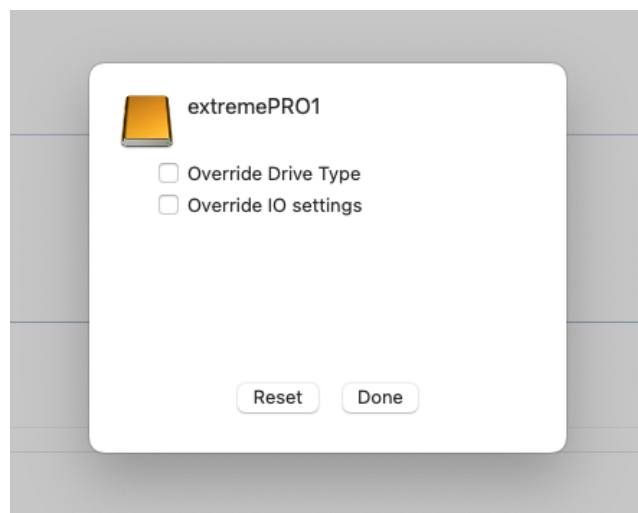 extremePRO1
Override Drive Type
Override IO settings
Reset
Done